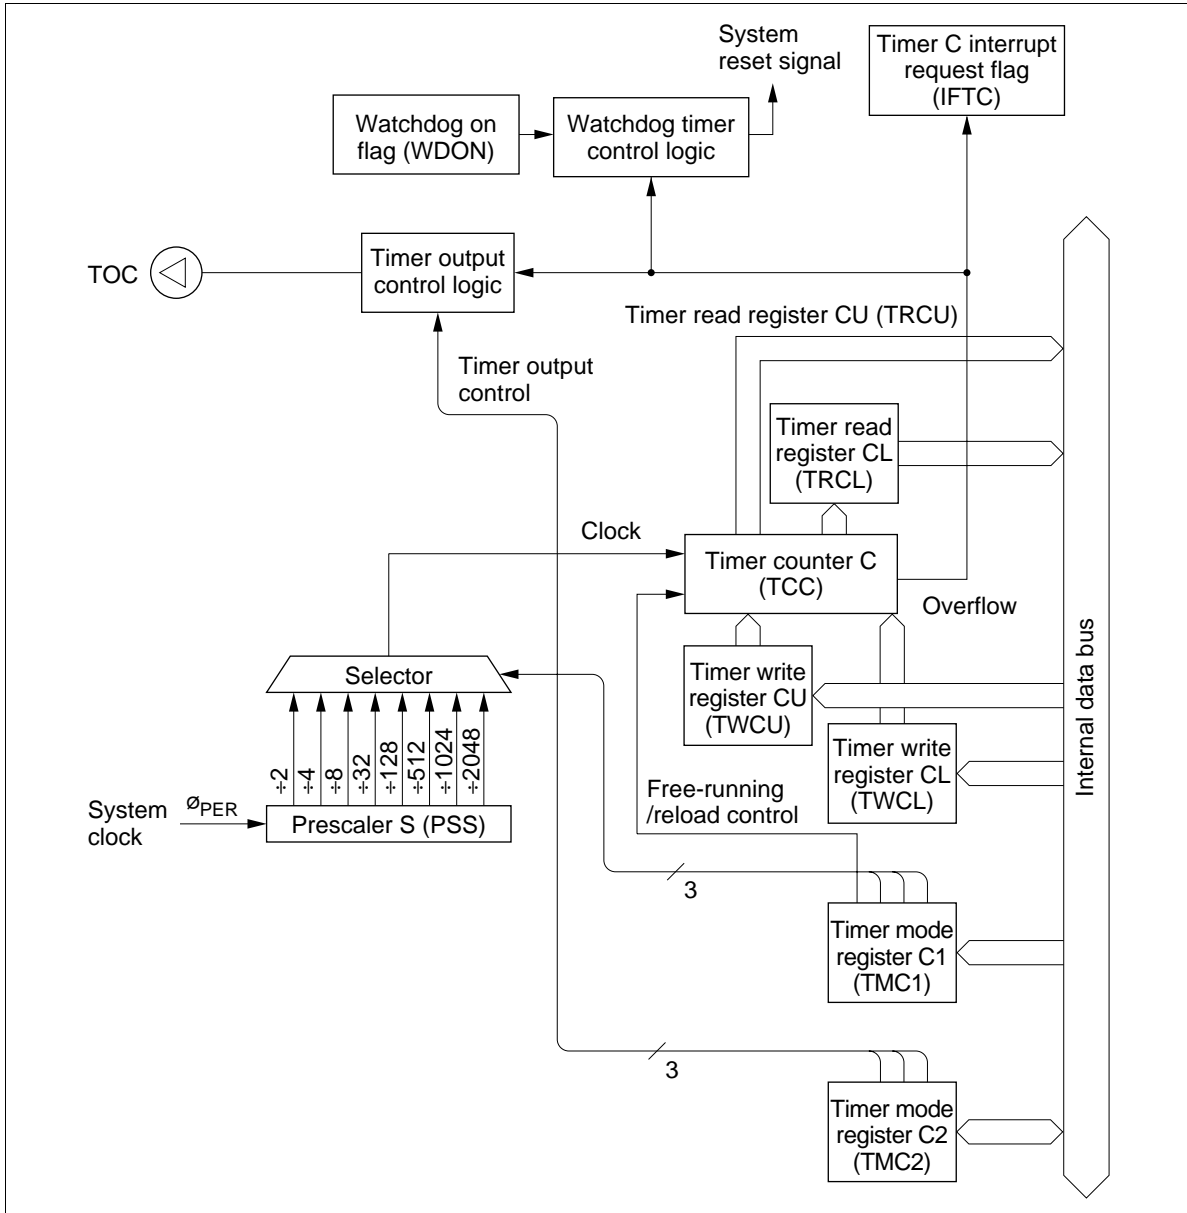 System
reset signal
Timer C interrupt
request flag
(IFTC)
Watchdog on
flag (WDON)
Watchdog timer
control logic
TOC
Timer output
control logic
Timer read register CU (TRCU)
Timer output
control
Timer read
register CL
(TRCL)
Clock
Timer counter C
(TCC)
Overflow
Internal data bus
Selector
Timer write
register CU
(TWCU)
Timer write
register CL
(TWCL)
÷2
÷4
÷8
÷32
÷128
÷512
÷1024
÷2048
Free-running
/reload control
System
clock
øPER
Prescaler S (PSS)
3
Timer mode
register C1
(TMC1)
3
Timer mode
register C2
(TMC2)